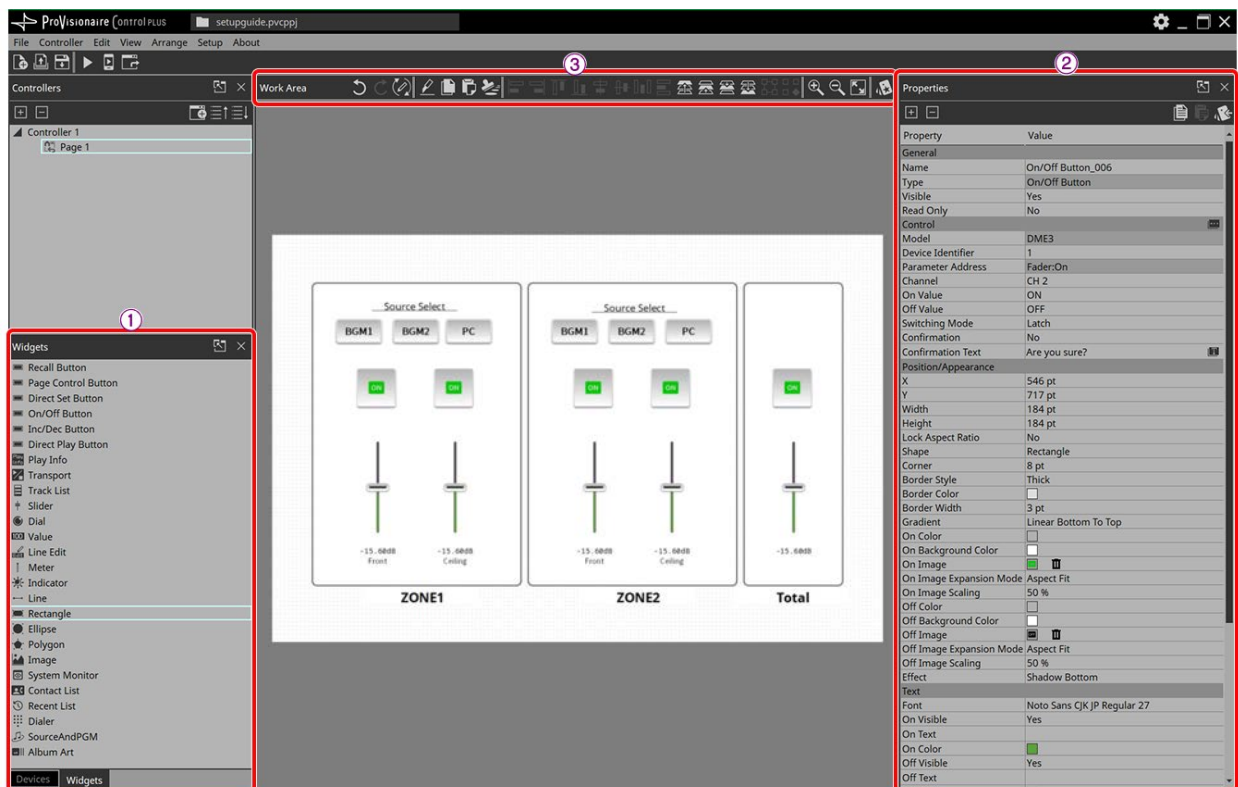 ProVisionaire Control PLUS
setupguide.pvcppj
File Controller Edit View Arrange Setup About
Controllers
Controller 1
Page 1
1
Widgets
Recall Button
Page Control Button
Direct Set Button
On/Off Button
Inc/Dec Button
Direct Play Button
Play Info
Transport
Track List
Slider
Dial
Value
Line Edit
Meter
Indicator
Line
Rectangle
Ellipse
Polygon
Image
System Monitor
Contact List
Recent List
Dialer
SourceAndPGM
Album Art
Devices Widgets
3
Work Area
Source Select
BGM1 BGM2 PC
ON ON
-15.60dB -15.60dB
Front Ceiling
ZONE1
Source Select
BGM1 BGM2 PC
ON ON
-15.60dB -15.60dB
Front Ceiling
ZONE2
ON
-15.60dB
Total
2
Properties
Property Value
General
Name On/Off Button_006
Type On/Off Button
Visible Yes
Read Only No
Control
Model DME3
Device Identifier 1
Parameter Address Fader:On
Channel CH 2
On Value ON
Off Value OFF
Switching Mode Latch
Confirmation No
Confirmation Text Are you sure?
Position/Appearance
X 546 pt
Y 717 pt
Width 184 pt
Height 184 pt
Lock Aspect Ratio No
Shape Rectangle
Corner 8 pt
Border Style Thick
Border Color
Border Width 3 pt
Gradient Linear Bottom To Top
On Color
On Background Color
On Image
On Image Expansion Mode Aspect Fit
On Image Scaling 50 %
Off Color
Off Background Color
Off Image
Off Image Expansion Mode Aspect Fit
Off Image Scaling 50 %
Effect Shadow Bottom
Text
Font Noto Sans CJK JP Regular 27
On Visible Yes
On Text
On Color
Off Visible Yes
Off Text